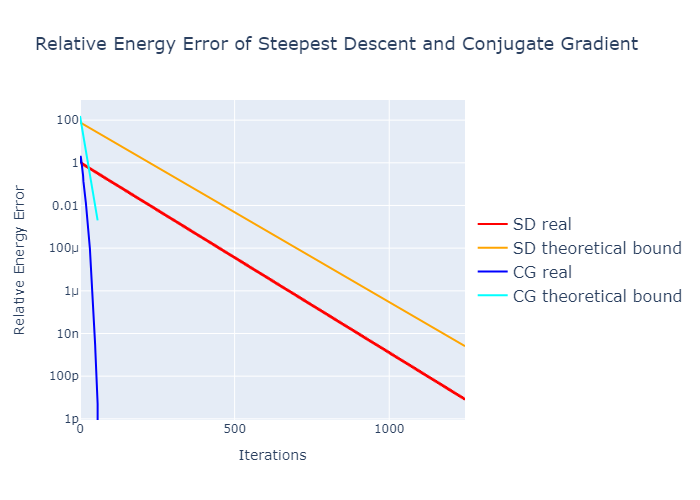 Relative Energy Error of Steepest Descent and Conjugate Gradient
Relative Energy Error
100
1
0.01
100μ
1μ
10n
100p
1p
0
500
1000
Iterations
SD real
SD theoretical bound
CG real
CG theoretical bound